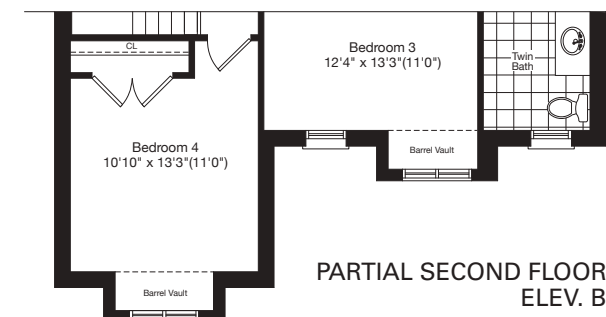 CL
Bedroom 3
12'4" x 13'3"(11'0")
Twin
Bath
Bedroom 4
10'10" x 13'3"(11'0")
Barrel Vault
Barrel Vault
PARTIAL SECOND FLOOR
ELEV. B